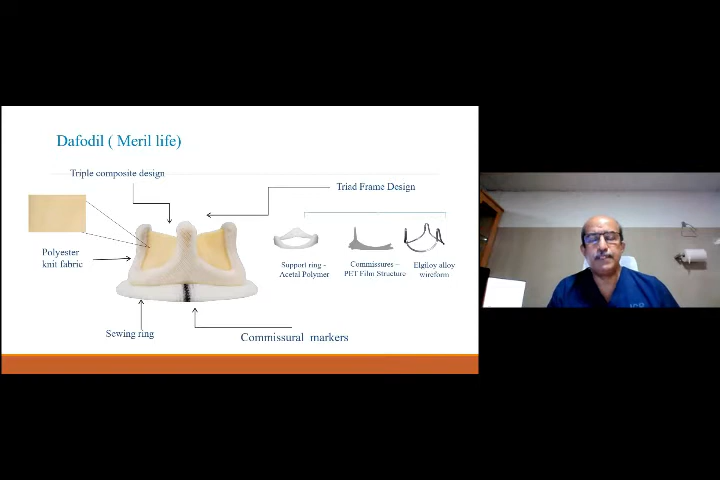 Dafodil ( Meril life)
Triple composite design
Triad Frame Design
Polyester
knit fabric
Support ring -
Acetal Polymer
Commissures –
PET Film Structure
Elgiloy alloy
wireform
Sewing ring
Commissural  markers